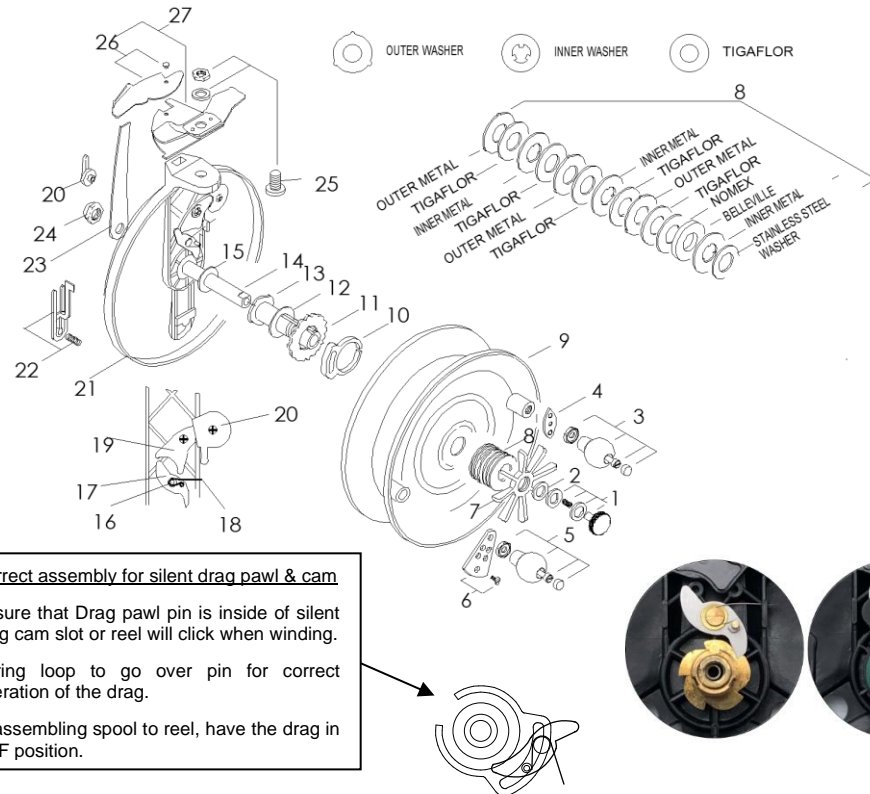 27
26
OUTER WASHER
INNER WASHER
TIGAFLOR
8
OUTER METAL
TIGAFLOR
INNER METAL
TIGAFLOR
OUTER METAL
TIGAFLOR
INNER METAL
TIGAFLOR
OUTER METAL
TIGAFLOR
NOMEX
BELLEVILLE
INNER METAL
STAINLESS STEEL
WASHER
20
25
24
23
15
14
13
12
11
10
9
22
21
4
3
8
2
1
7
5
6
20
19
17
16
18
rrect assembly for silent drag pawl & cam
sure that Drag pawl pin is inside of silent
g cam slot or reel will click when winding.
ring loop to go over pin for correct
eration of the drag.
assembling spool to reel, have the drag in
F position.